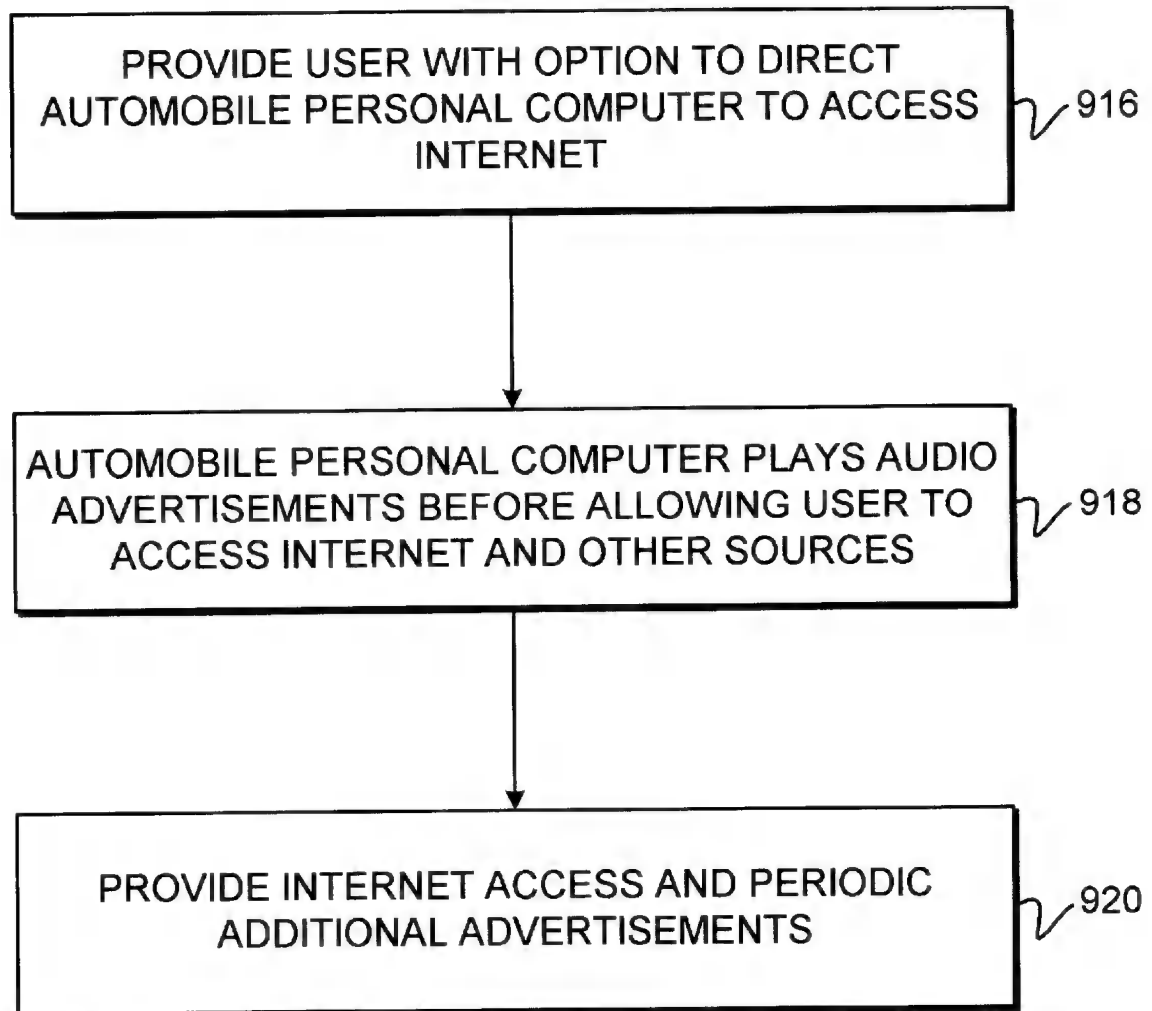 PROVIDE USER WITH OPTION TO DIRECT
AUTOMOBILE PERSONAL COMPUTER TO ACCESS
INTERNET
916
AUTOMOBILE PERSONAL COMPUTER PLAYS AUDIO
ADVERTISEMENTS BEFORE ALLOWING USER TO
ACCESS INTERNET AND OTHER SOURCES
918
PROVIDE INTERNET ACCESS AND PERIODIC
ADDITIONAL ADVERTISEMENTS
920